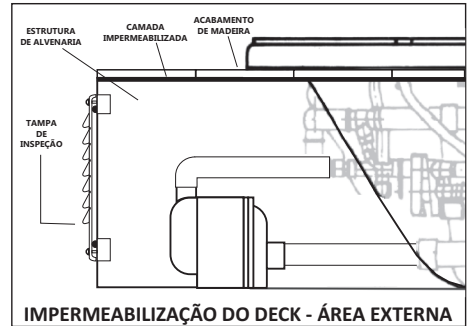 ESTRUTURA
DE ALVENARIA
CAMADA
IMPERMEABILIZADA
ACABAMENTO
DE MADEIRA
TAMPA
DE
INSPEÇÃO
IMPERMEABILIZAÇÃO DO DECK - ÁREA EXTERNA